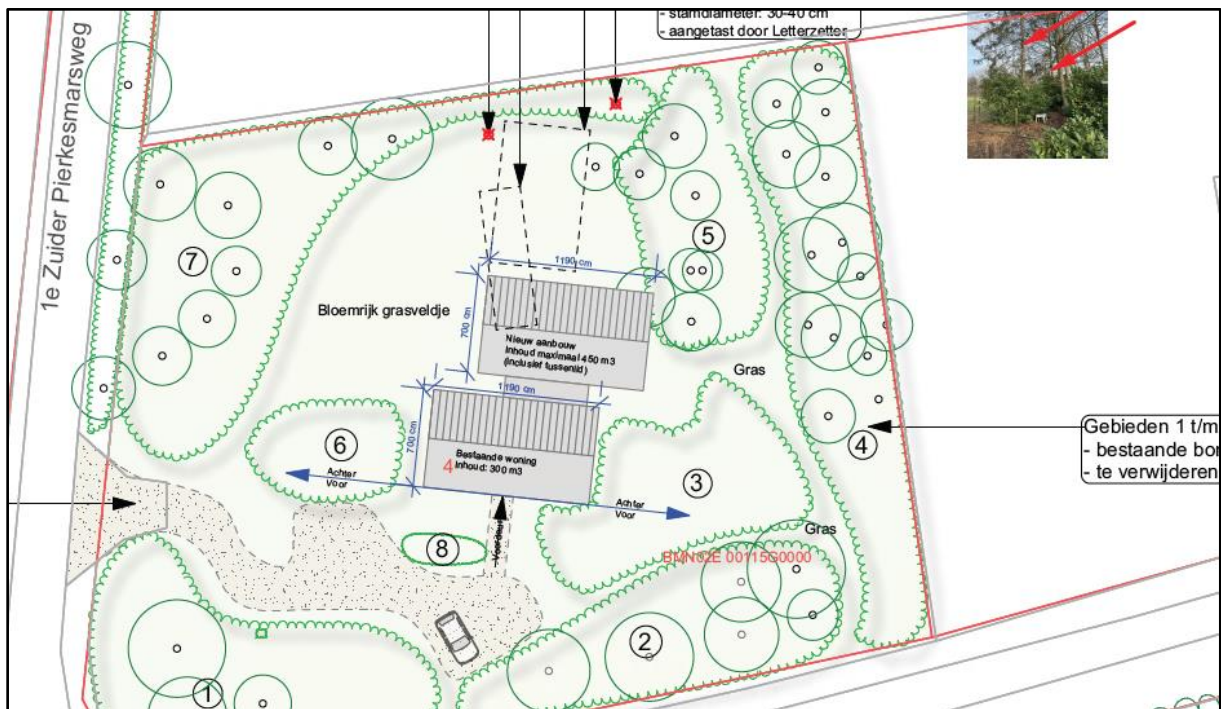 - stamdiameter: 30-40 cm
- aangetast door Letterzetter
1e Zuider Pierkesmarsweg
7
5
1190 cm
700 cm
Bloemrijk grasveldje
Nieuw aanbouw
Inhoud maximaal 450 m3
(inclusief tussenlid)
Gras
1190 cm
700 cm
6
4
Bestaande woning
Inhoud: 300 m3
Achter
Voor
3
Achter
Voor
4
Gebieden 1 t/m
- bestaande bo
- te verwijderen
8
Gras
2
1